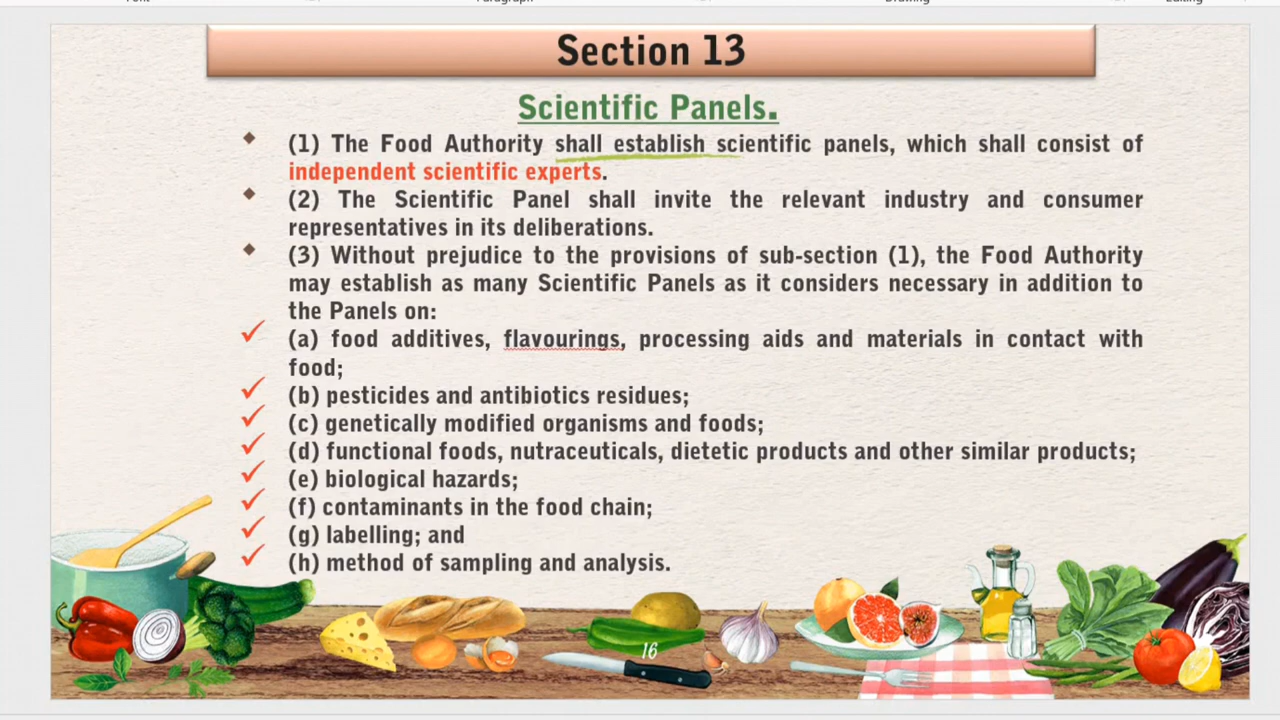 Section 13
Scientific Panels.
(1) The Food Authority shall establish scientific panels, which shall consist of
independent scientific experts.
(2) The Scientific Panel shall invite the relevant industry and consumer
representatives in its deliberations.
(3) Without prejudice to the provisions of sub-section (1), the Food Authority
may establish as many Scientific Panels as it considers necessary in addition to
the Panels on:
(a) food additives, flavourings, processing aids and materials in contact with
food;
(b) pesticides and antibiotics residues;
(c) genetically modified organisms and foods;
(d) functional foods, nutraceuticals, dietetic products and other similar products;
(e) biological hazards;
(f) contaminants in the food chain;
(g) labelling; and
(h) method of sampling and analysis.
16